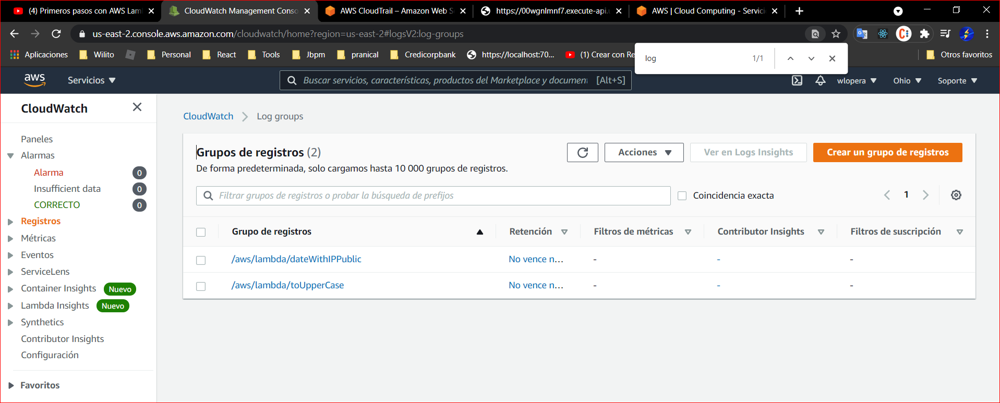 (4) Primeros pasos con AWS Lam
CloudWatch Management Conso
AWS CloudTrail – Amazon Web S
https://00wgnlmnf7.execute-api.u
AWS | Cloud Computing - Servici
us-east-2.console.aws.amazon.com/cloudwatch/home?region=us-east-2#logsV2:log-groups
Aplicaciones
Wilito
Personal
React
Tools
Jbpm
pranical
Credicorpbank
https://localhost:70...
(1) Crear con Re
Otros favoritos
log
1/1
aws
Servicios
Buscar servicios, características, productos del Marketplace y document
[Alt+S]
wlopera
Ohio
Soporte
CloudWatch
Paneles
Alarmas
Alarma 0
Insufficient data 0
CORRECTO 0
Registros
Métricas
Eventos
ServiceLens
Container Insights Nuevo
Lambda Insights Nuevo
Synthetics
Contributor Insights
Configuración
Favoritos
CloudWatch
Log groups
Grupos de registros (2)
De forma predeterminada, solo cargamos hasta 10 000 grupos de registros.
Acciones
Ver en Logs Insights
Crear un grupo de registros
Filtrar grupos de registros o probar la búsqueda de prefijos
Coincidencia exacta
1
Grupo de registros
Retención
Filtros de métricas
Contributor Insights
Filtros de suscripción
/aws/lambda/dateWithIPPublic No vence n... - - -
/aws/lambda/toUpperCase No vence n... - - -